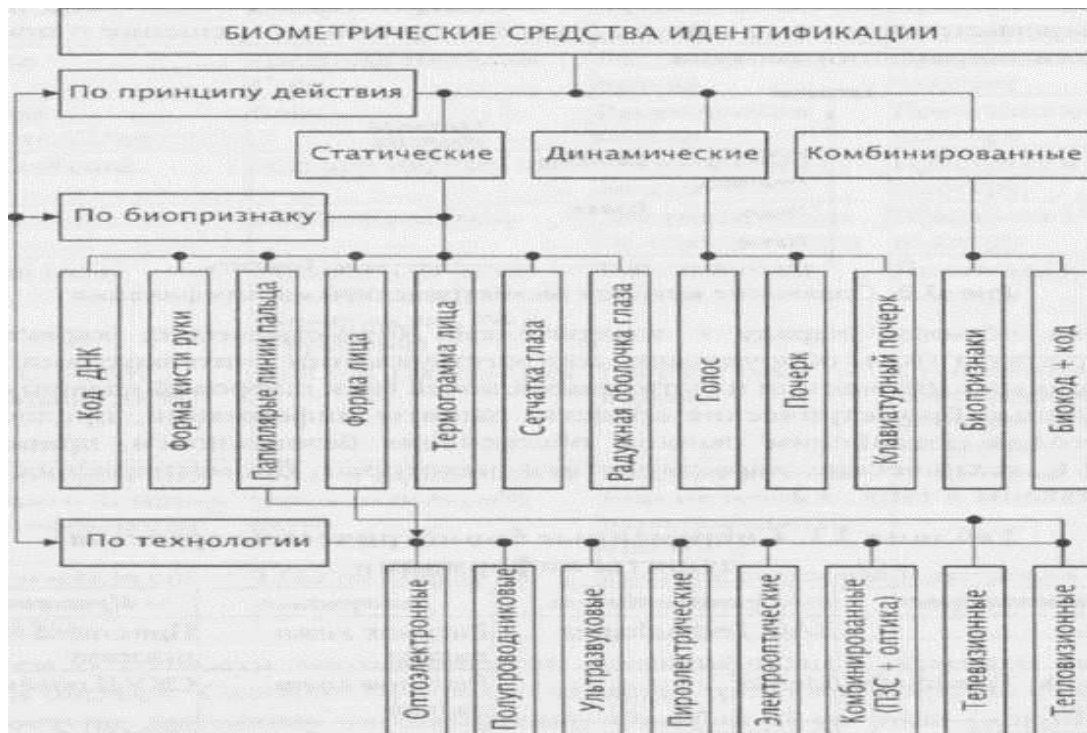 БИОМЕТРИЧЕСКИЕ СРЕДСТВА ИДЕНТИФИКАЦИИ
По принципу действия
Статические
Динамические
Комбинированные
По биопризнаку
Код ДНК
Форма кисти руки
Папилярные линии пальца
Форма лица
Термограмма лица
Сетчатка глаза
Радужная оболочка глаза
Голос
Почерк
Клавиатурный почерк
Биопризнаки
Биокод + код
По технологии
Оптоэлектронные
Полупроводниковые
Ультразвуковые
Пироэлектрические
Электрооптические
Комбинированные
(ПЗС + оптика)
Телевизионные
Тепловизионные